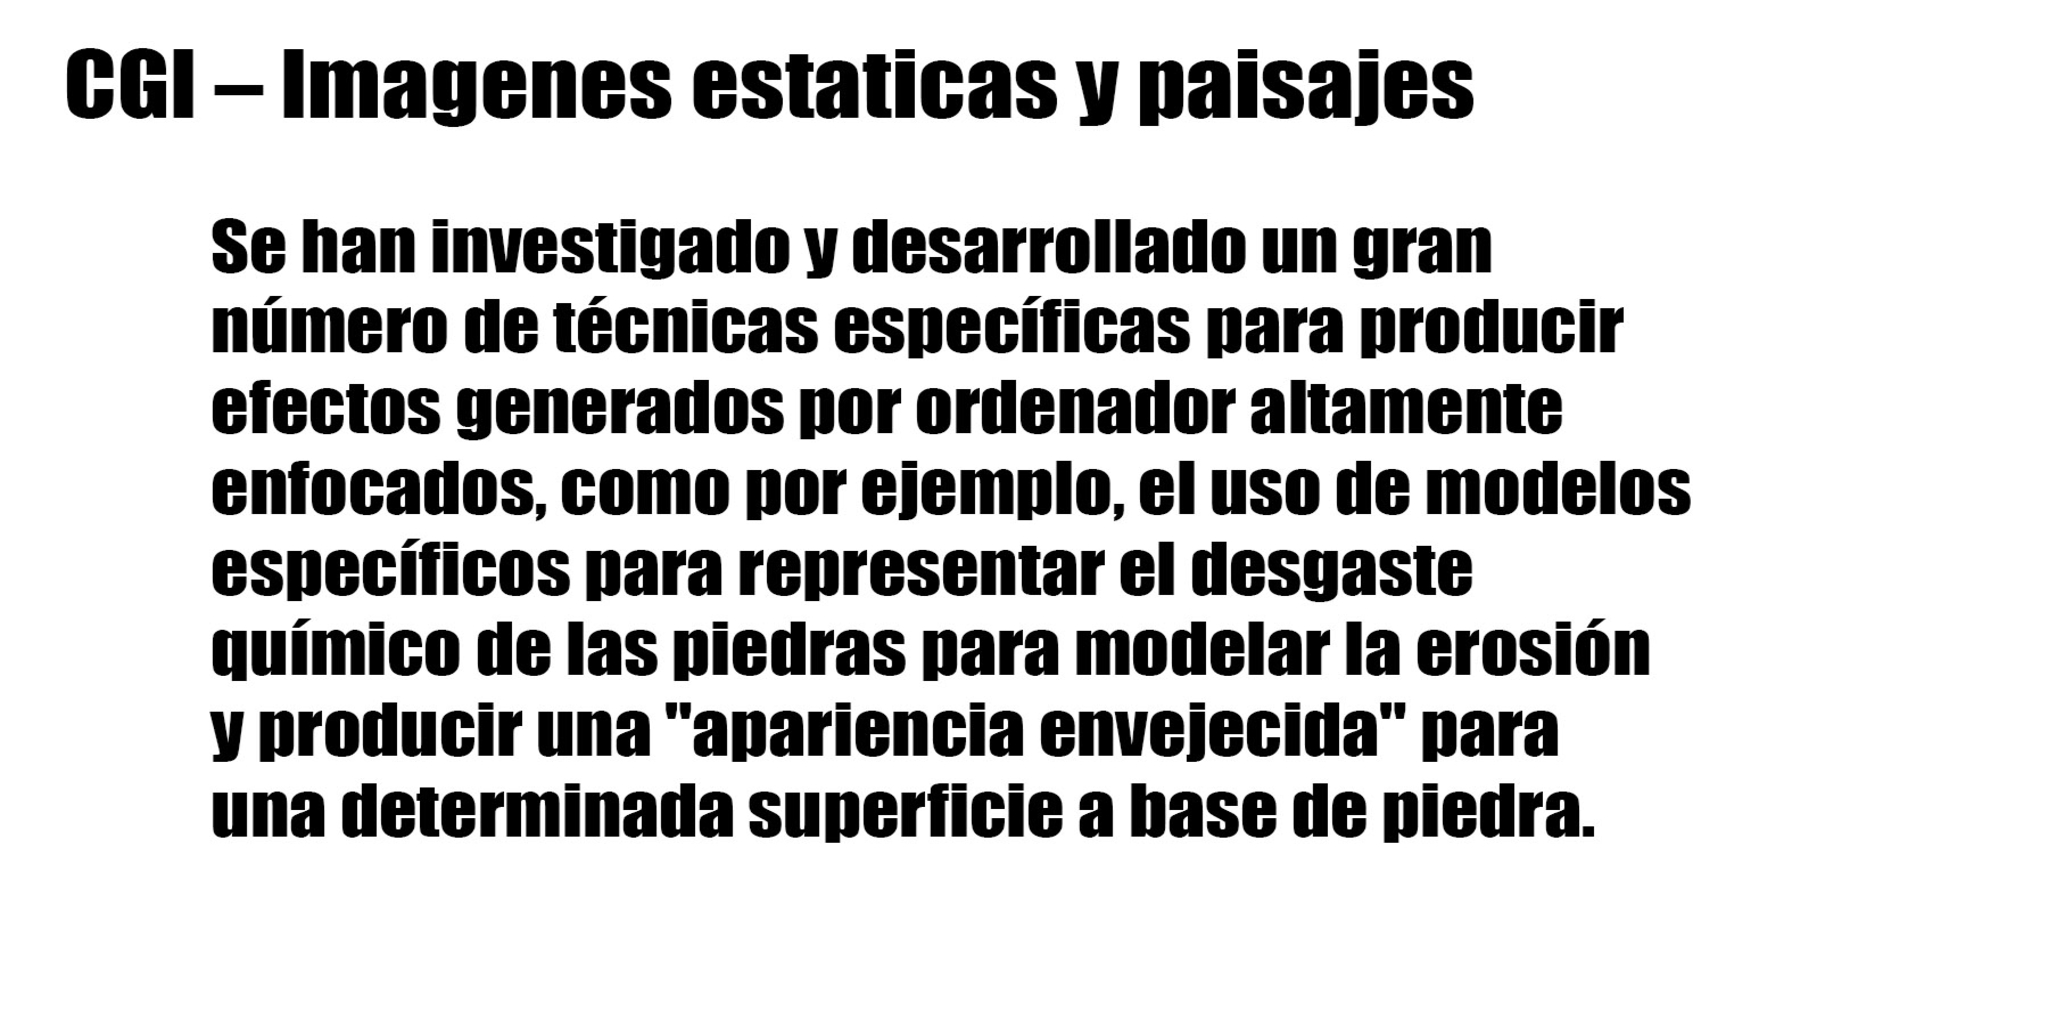 CGI – Imagenes estaticas y paisajes
Se han investigado y desarrollado un gran
número de técnicas específicas para producir
efectos generados por ordenador altamente
enfocados, como por ejemplo, el uso de modelos
específicos para representar el desgaste
químico de las piedras para modelar la erosión
y producir una "apariencia envejecida" para
una determinada superficie a base de piedra.